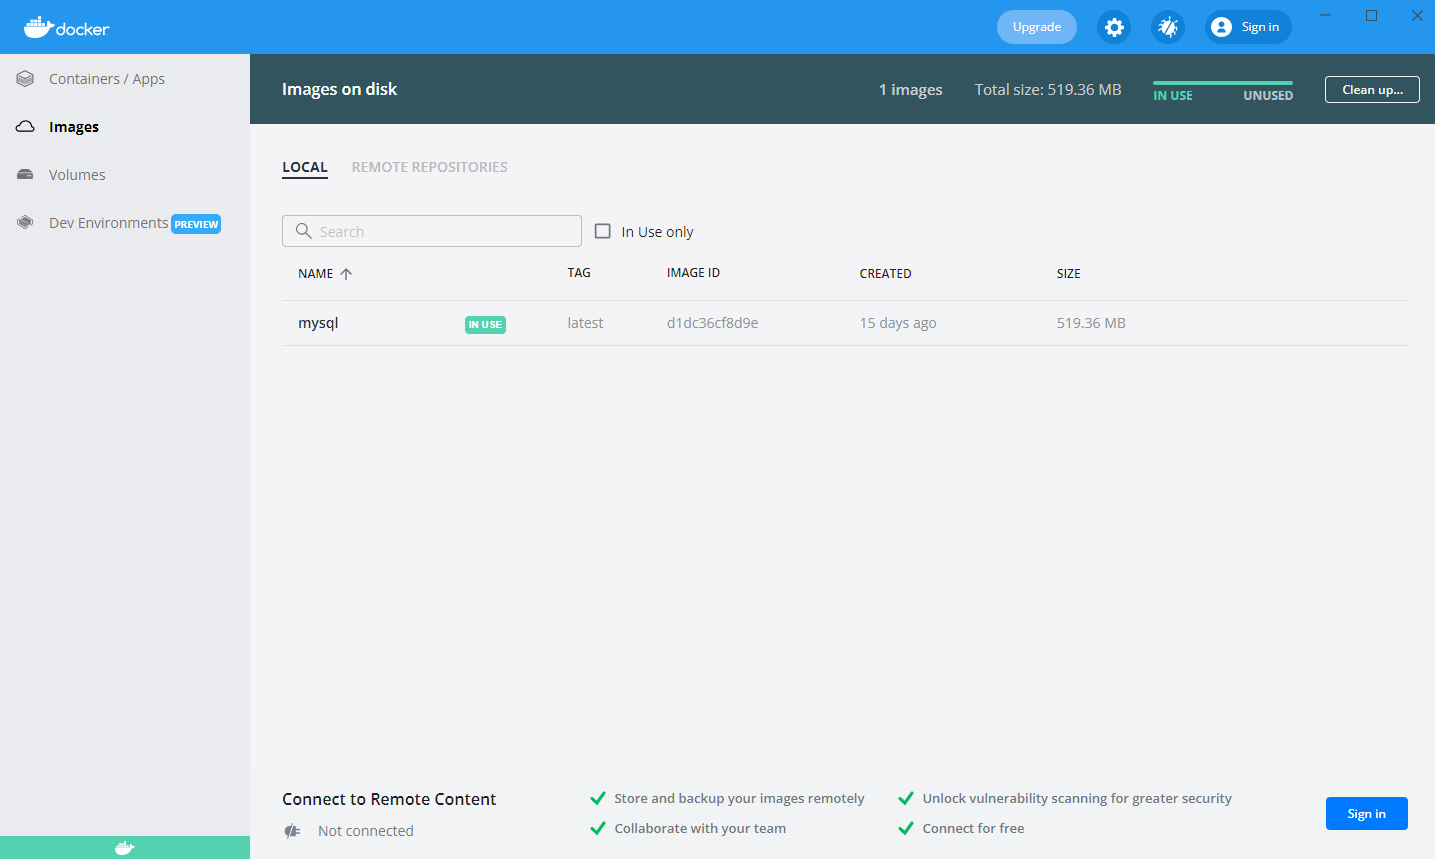 docker
Upgrade
Sign in
Containers / Apps
Images
Volumes
Dev Environments PREVIEW
Images on disk
1 images
Total size: 519.36 MB
IN USE
UNUSED
Clean up...
LOCAL
REMOTE REPOSITORIES
Search
In Use only
NAME TAG IMAGE ID CREATED SIZE
mysql IN USE latest d1dc36cf8d9e 15 days ago 519.36 MB
Connect to Remote Content
Not connected
Store and backup your images remotely
Collaborate with your team
Unlock vulnerability scanning for greater security
Connect for free
Sign in